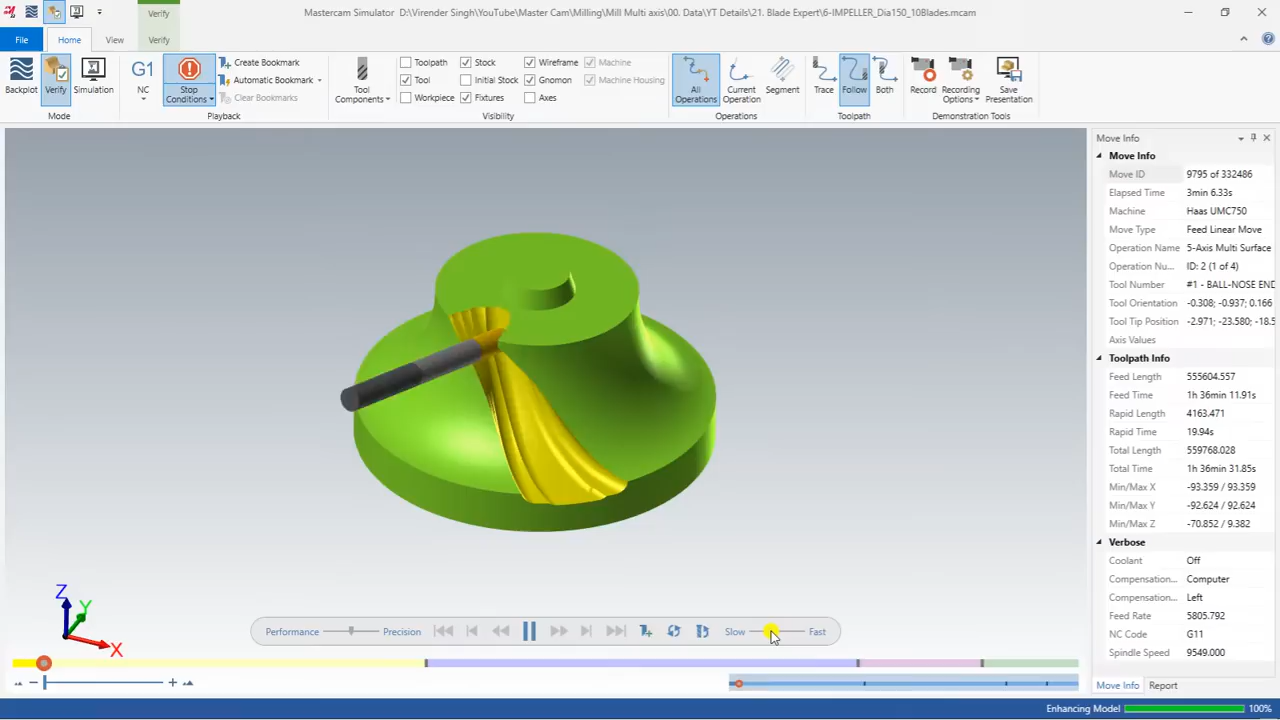 Verify
Mastercam Simulator D:\Virender Singh\YouTube\Master Cam\Milling\Mill Multi axis\00. Data\YT Details\21. Blade Expert\6-IMPELLER_Dia150_10Blades.mcam
File Home View Verify
Backplot Verify Simulation
Mode
G1
NC
Stop Conditions
Create Bookmark
Automatic Bookmark
Clear Bookmarks
Playback
Tool Components
Toolpath Stock Wireframe Machine
Tool Initial Stock Gnomon Machine Housing
Workpiece Fixtures Axes
Visibility
All Operations Current Operation Segment
Operations
Trace Follow Both
Toolpath
Record Recording Options Save Presentation
Demonstration Tools
Move Info
Move Info
Move ID 9795 of 332486
Elapsed Time 3min 6.33s
Machine Haas UMC750
Move Type Feed Linear Move
Operation Name 5-Axis Multi Surface
Operation Nu... ID: 2 (1 of 4)
Tool Number #1 - BALL-NOSE END
Tool Orientation -0.308; -0.937; 0.166
Tool Tip Position -2.971; -23.580; -18.5
Axis Values
Toolpath Info
Feed Length 555604.557
Feed Time 1h 36min 11.91s
Rapid Length 4163.471
Rapid Time 19.94s
Total Length 559768.028
Total Time 1h 36min 31.85s
Min/Max X -93.359 / 93.359
Min/Max Y -92.624 / 92.624
Min/Max Z -70.852 / 9.382
Verbose
Coolant Off
Compensation... Computer
Compensation... Left
Feed Rate 5805.792
NC Code G11
Spindle Speed 9549.000
Z
Y
X
Performance Precision Slow Fast
Move Info Report
Enhancing Model 100%